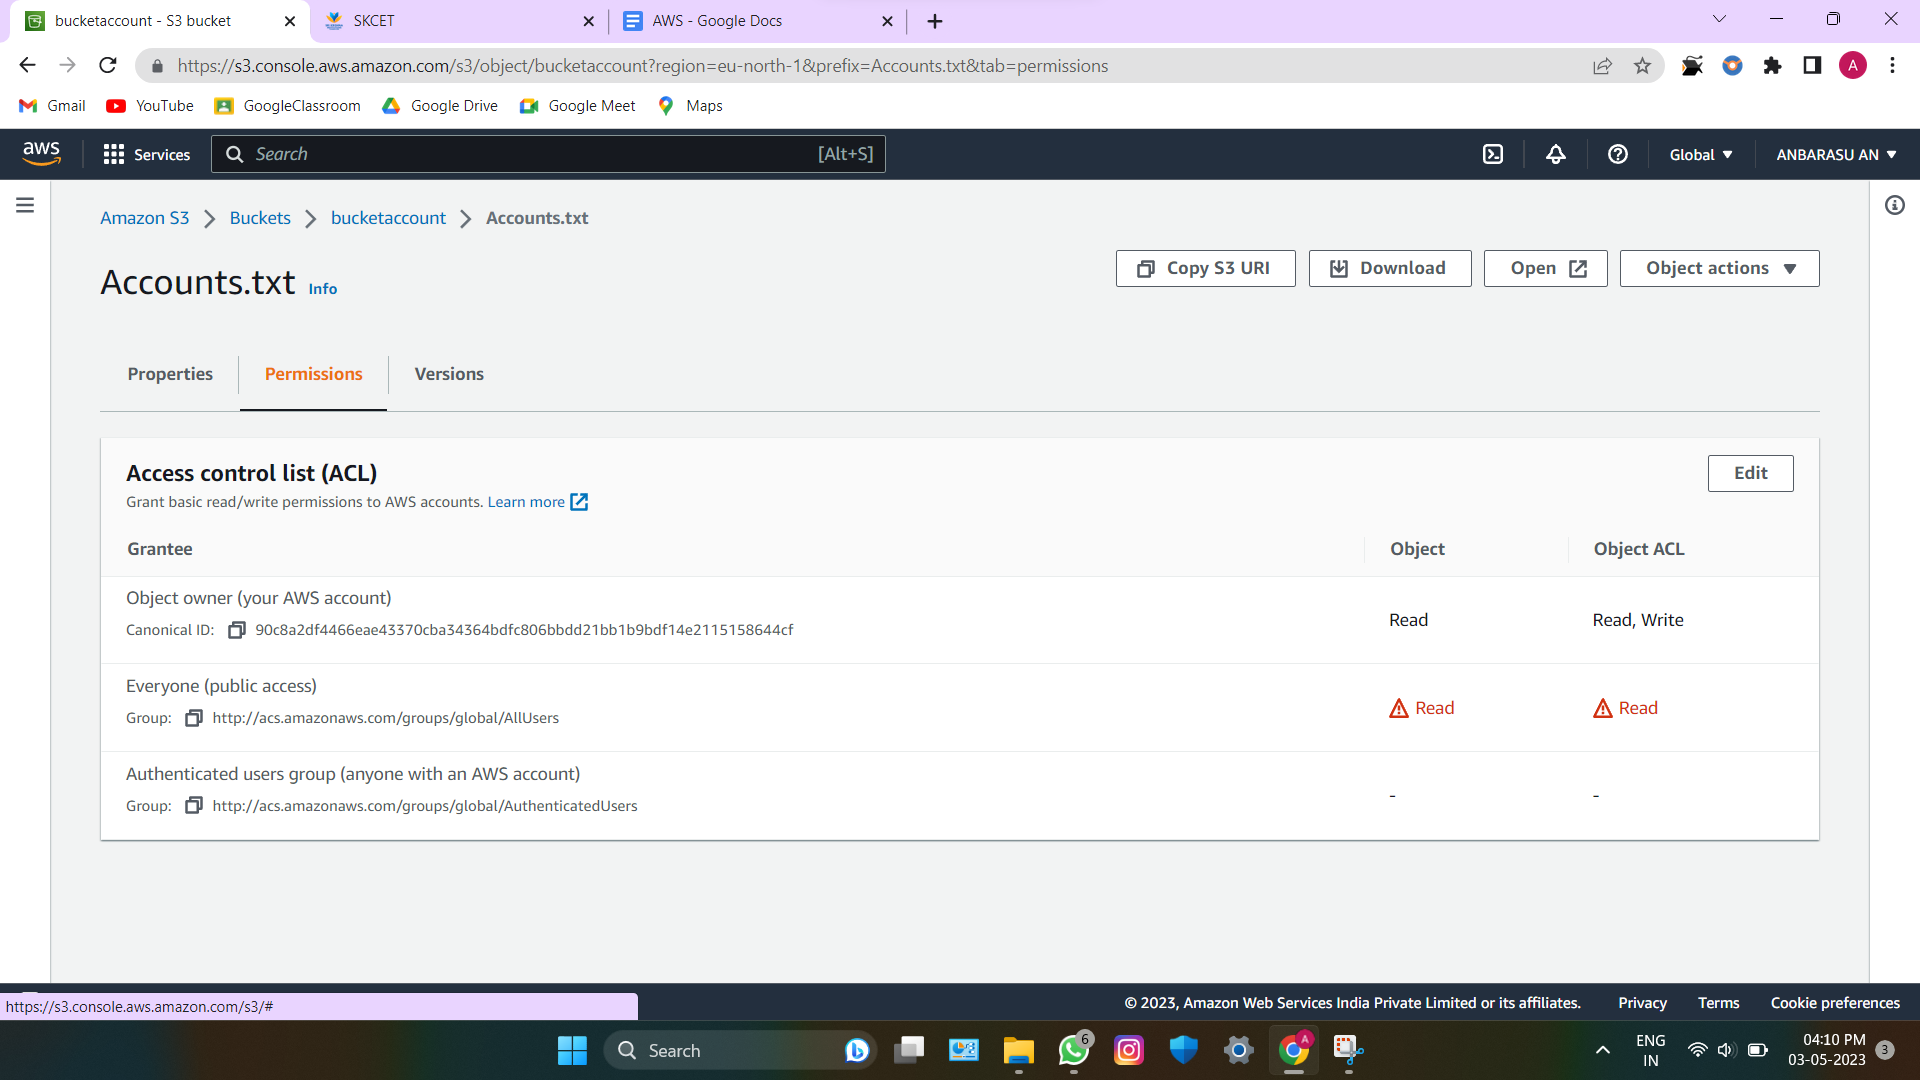 bucketaccount - S3 bucket
SKCET
AWS - Google Docs
https://s3.console.aws.amazon.com/s3/object/bucketaccount?region=eu-north-1&prefix=Accounts.txt&tab=permissions
A
Gmail
YouTube
GoogleClassroom
Google Drive
Google Meet
Maps
aws
Services
Search
[Alt+S]
Global
ANBARASU AN
Amazon S3
Buckets
bucketaccount
Accounts.txt
Accounts.txt Info
Copy S3 URI
Download
Open
Object actions
Properties
Permissions
Versions
Access control list (ACL)
Edit
Grant basic read/write permissions to AWS accounts. Learn more
Grantee
Object
Object ACL
Object owner (your AWS account)
Canonical ID: 90c8a2df4466eae43370cba34364bdfc806bbdd21bb1b9bdf14e2115158644cf
Read
Read, Write
Everyone (public access)
Group: http://acs.amazonaws.com/groups/global/AllUsers
Read
Read
Authenticated users group (anyone with an AWS account)
Group: http://acs.amazonaws.com/groups/global/AuthenticatedUsers
-
-
https://s3.console.aws.amazon.com/s3/#
© 2023, Amazon Web Services India Private Limited or its affiliates.
Privacy
Terms
Cookie preferences
Search
6
A
ENG
IN
04:10 PM
03-05-2023
3